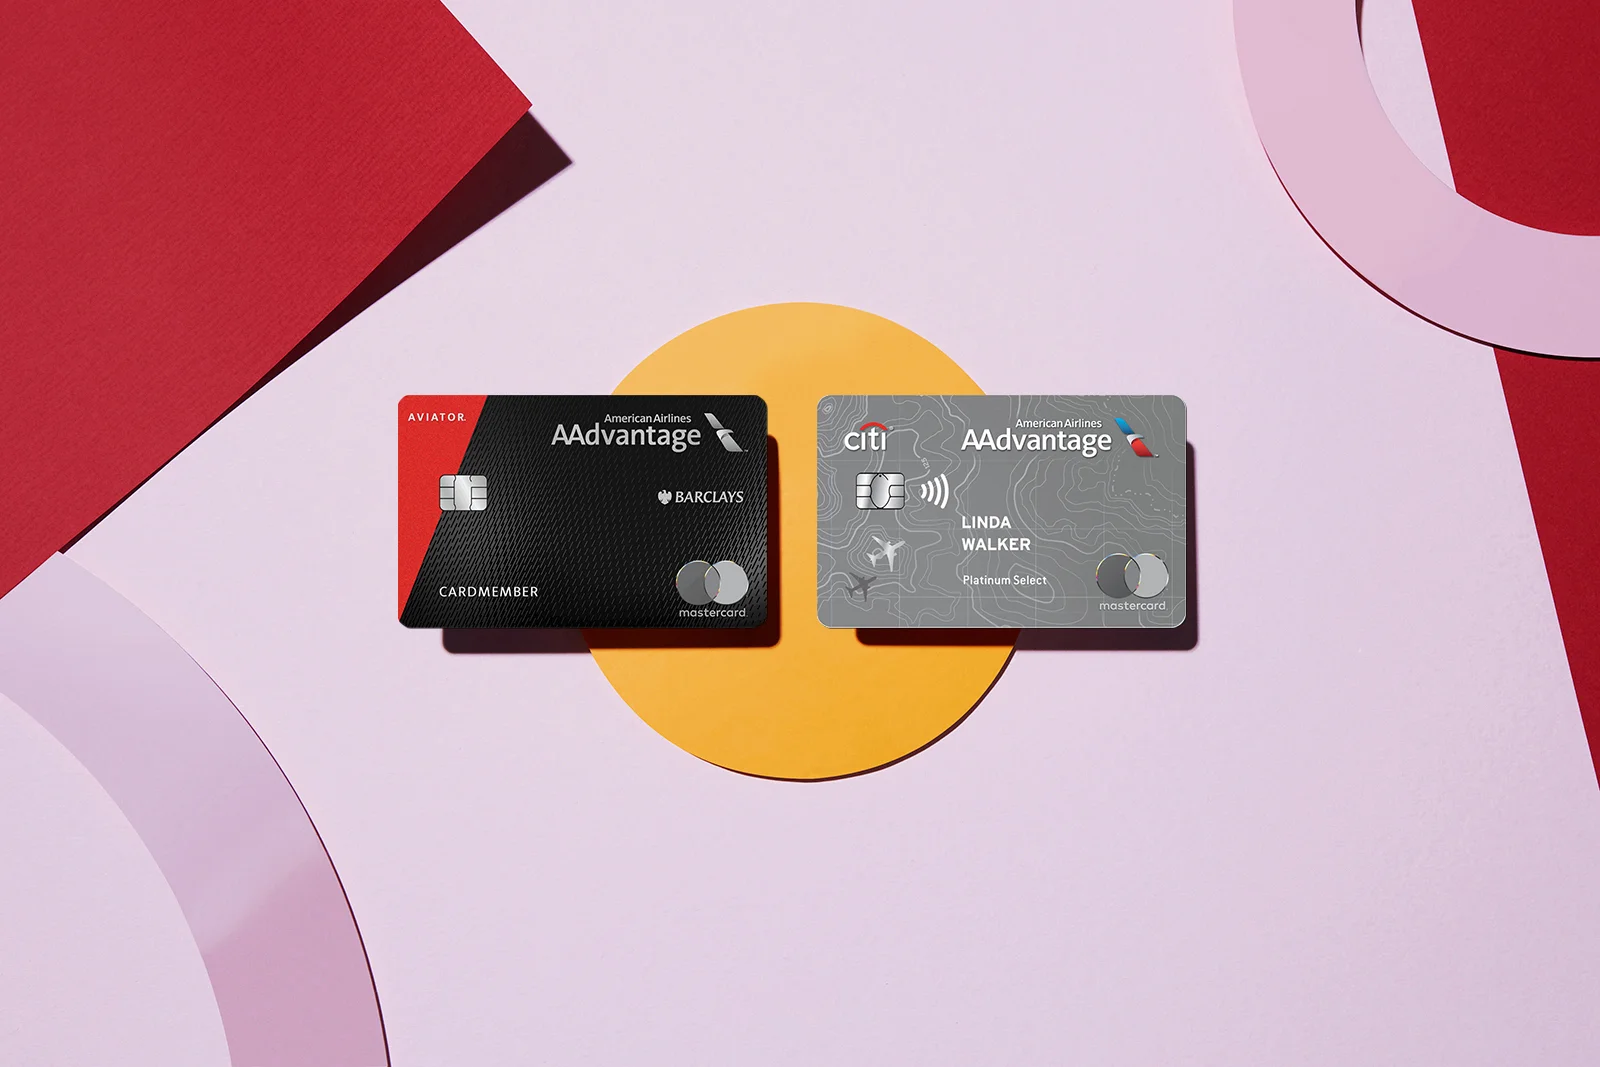 AVIATOR
American Airlines
AAdvantage
BARCLAYS
CARDMEMBER
mastercard
citi
American Airlines
AAdvantage
LINDA
WALKER
Platinum Select
mastercard